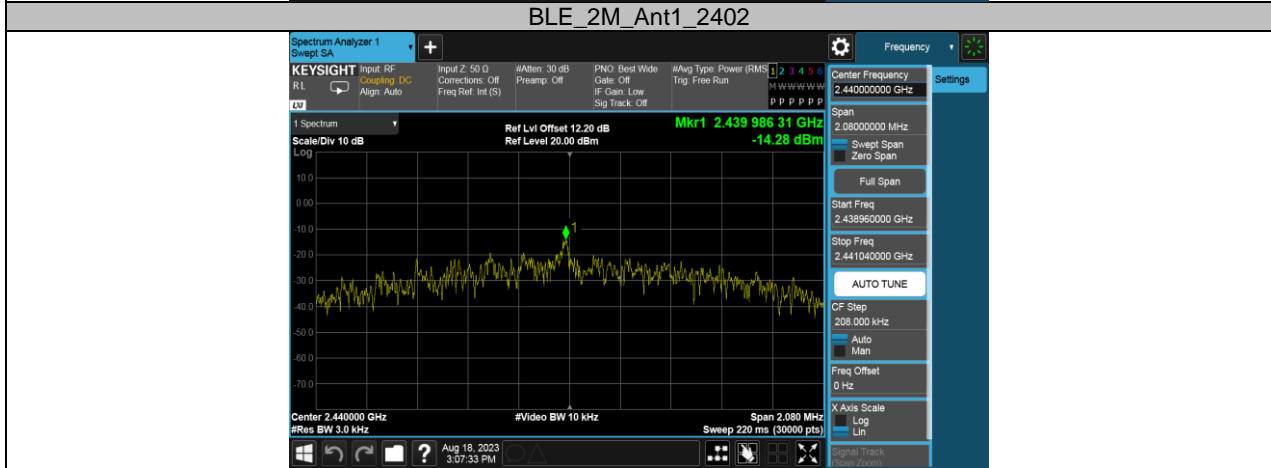 BLE_2M_Ant1_2402
Spectrum Analyzer 1
Swept SA
+
Frequency
KEYSIGHT
RL
LXI
Input: RF
Coupling: DC
Align: Auto
Input Z: 50 Ω
Corrections: Off
Freq Ref: Int (S)
#Atten: 30 dB
Preamp: Off
PNO: Best Wide
Gate: Off
IF Gain: Low
Sig Track: Off
#Avg Type: Power (RMS
Trig: Free Run
1 2 3 4 5 6
M W W W W W
P P P P P P
1 Spectrum
Scale/Div 10 dB
Log
Ref Lvl Offset 12.20 dB
Ref Level 20.00 dBm
Mkr1 2.439 986 31 GHz
-14.28 dBm
10.0
0.00
-10.0
-20.0
-30.0
-40.0
-50.0
-60.0
-70.0
1
Center 2.440000 GHz
#Res BW 3.0 kHz
#Video BW 10 kHz
Span 2.080 MHz
Sweep 220 ms (30000 pts)
Center Frequency
2.440000000 GHz
Settings
Span
2.08000000 MHz
Swept Span
Zero Span
Full Span
Start Freq
2.438960000 GHz
Stop Freq
2.441040000 GHz
AUTO TUNE
CF Step
208.000 kHz
Auto
Man
Freq Offset
0 Hz
X Axis Scale
Log
Lin
Signal Track
(Span Zoom)
?
Aug 18, 2023
3:07:33 PM